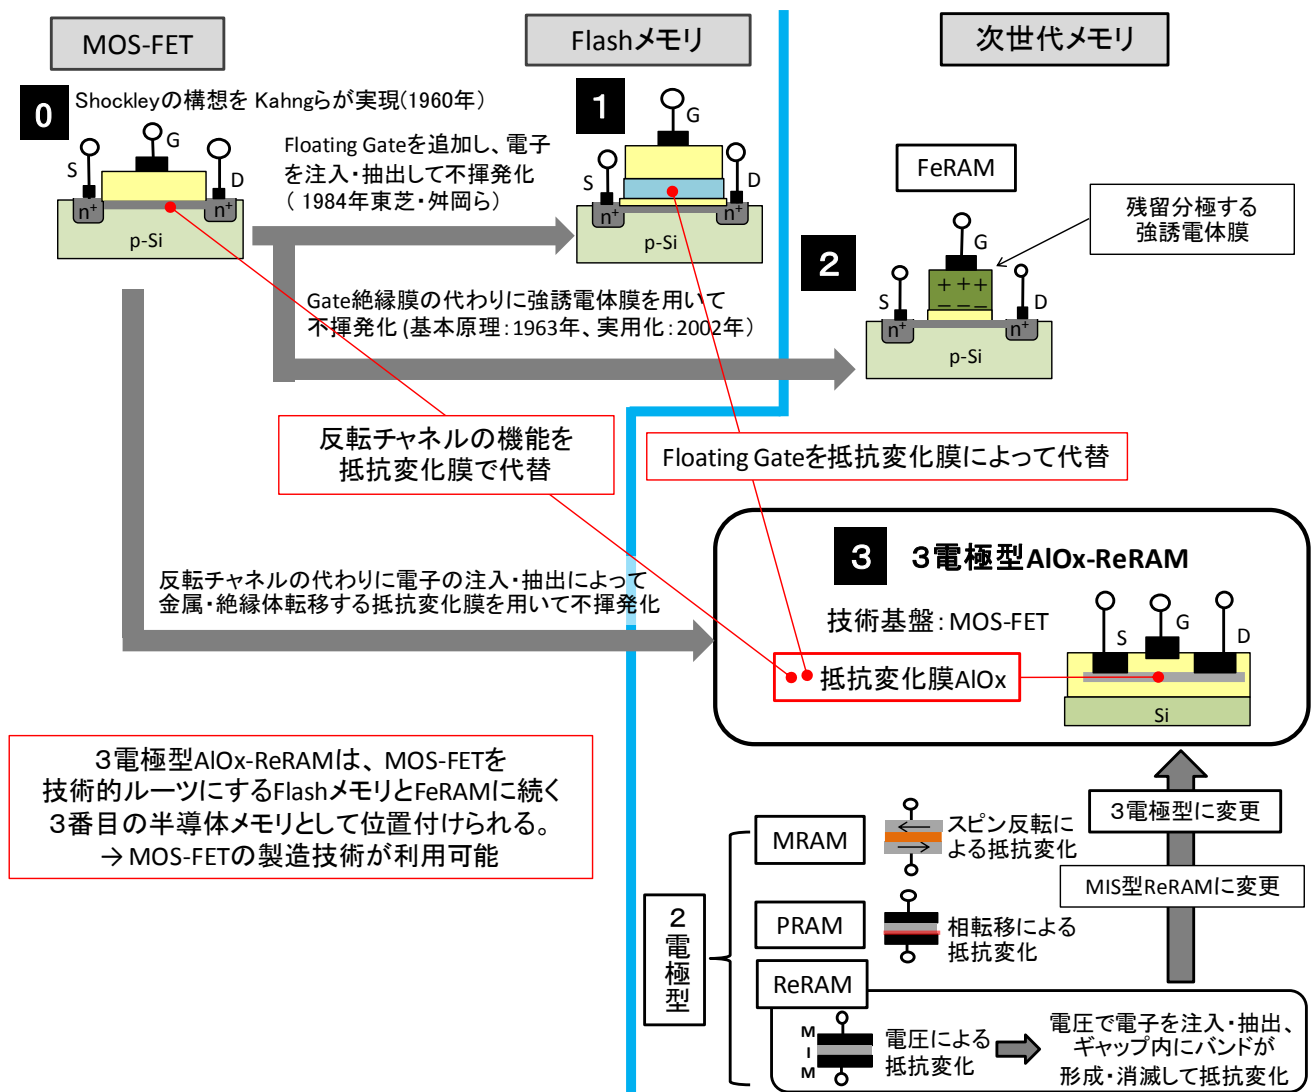 MOS-FET
Flashメモリ
次世代メモリ
0
Shockleyの構想を Kahngらが実現(1960年)
G
S
D
n+
n+
p-Si
Floating Gateを追加し、電子
を注入・抽出して不揮発化
( 1984年東芝・舛岡ら)
1
G
S
D
n+
n+
p-Si
FeRAM
残留分極する
強誘電体膜
2
G
S
D
+ + +
− − −
n+
n+
p-Si
Gate絶縁膜の代わりに強誘電体膜を用いて
不揮発化 (基本原理:1963年、実用化:2002年)
反転チャネルの機能を
抵抗変化膜で代替
Floating Gateを抵抗変化膜によって代替
3
3電極型AlOx-ReRAM
反転チャネルの代わりに電子の注入・抽出によって
金属・絶縁体転移する抵抗変化膜を用いて不揮発化
技術基盤:MOS-FET
S
G
D
抵抗変化膜AlOx
Si
3電極型AlOx-ReRAMは、MOS-FETを
技術的ルーツにするFlashメモリとFeRAMに続く
3番目の半導体メモリとして位置付けられる。
→ MOS-FETの製造技術が利用可能
3電極型に変更
MIS型ReRAMに変更
2電極型
MRAM
スピン反転に
よる抵抗変化
PRAM
相転移による
抵抗変化
ReRAM
M
I
M
電圧による
抵抗変化
電圧で電子を注入・抽出、
ギャップ内にバンドが
形成・消滅して抵抗変化